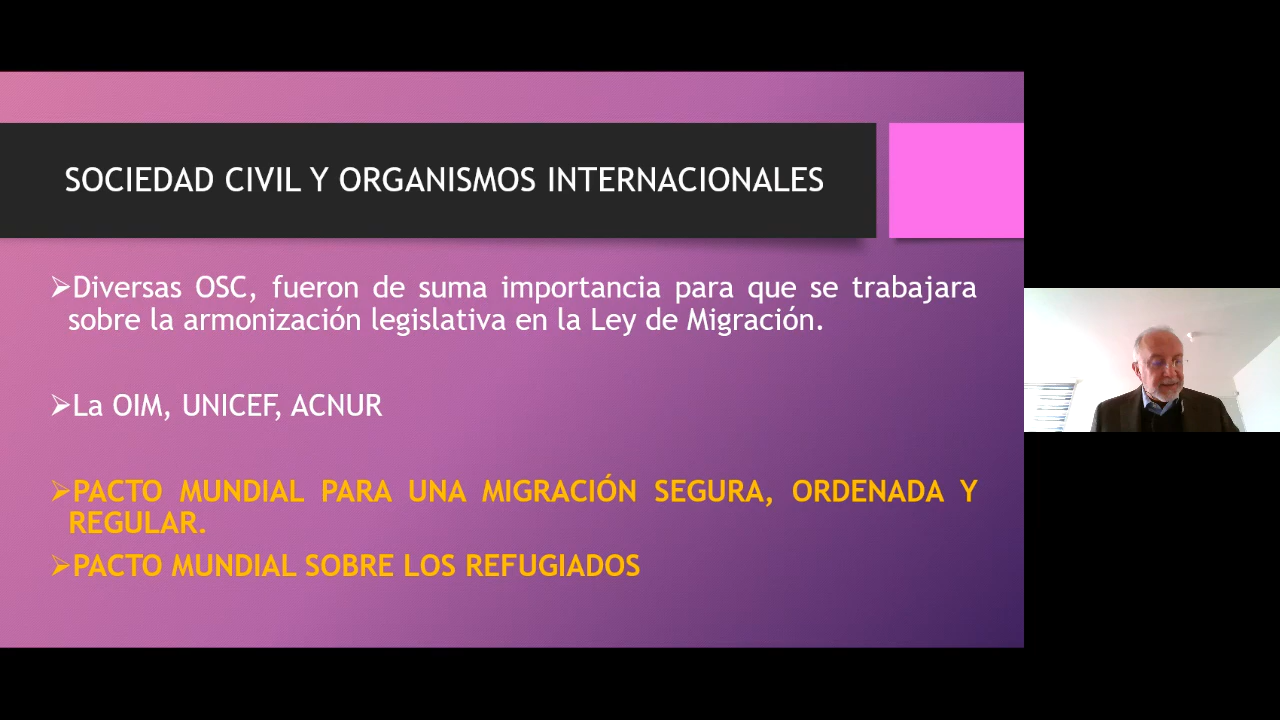 SOCIEDAD CIVIL Y ORGANISMOS INTERNACIONALES
➢Diversas OSC, fueron de suma importancia para que se trabajara
sobre la armonización legislativa en la Ley de Migración.
➢La OIM, UNICEF, ACNUR
➢PACTO MUNDIAL PARA UNA MIGRACIÓN SEGURA, ORDENADA Y
REGULAR.
➢PACTO MUNDIAL SOBRE LOS REFUGIADOS